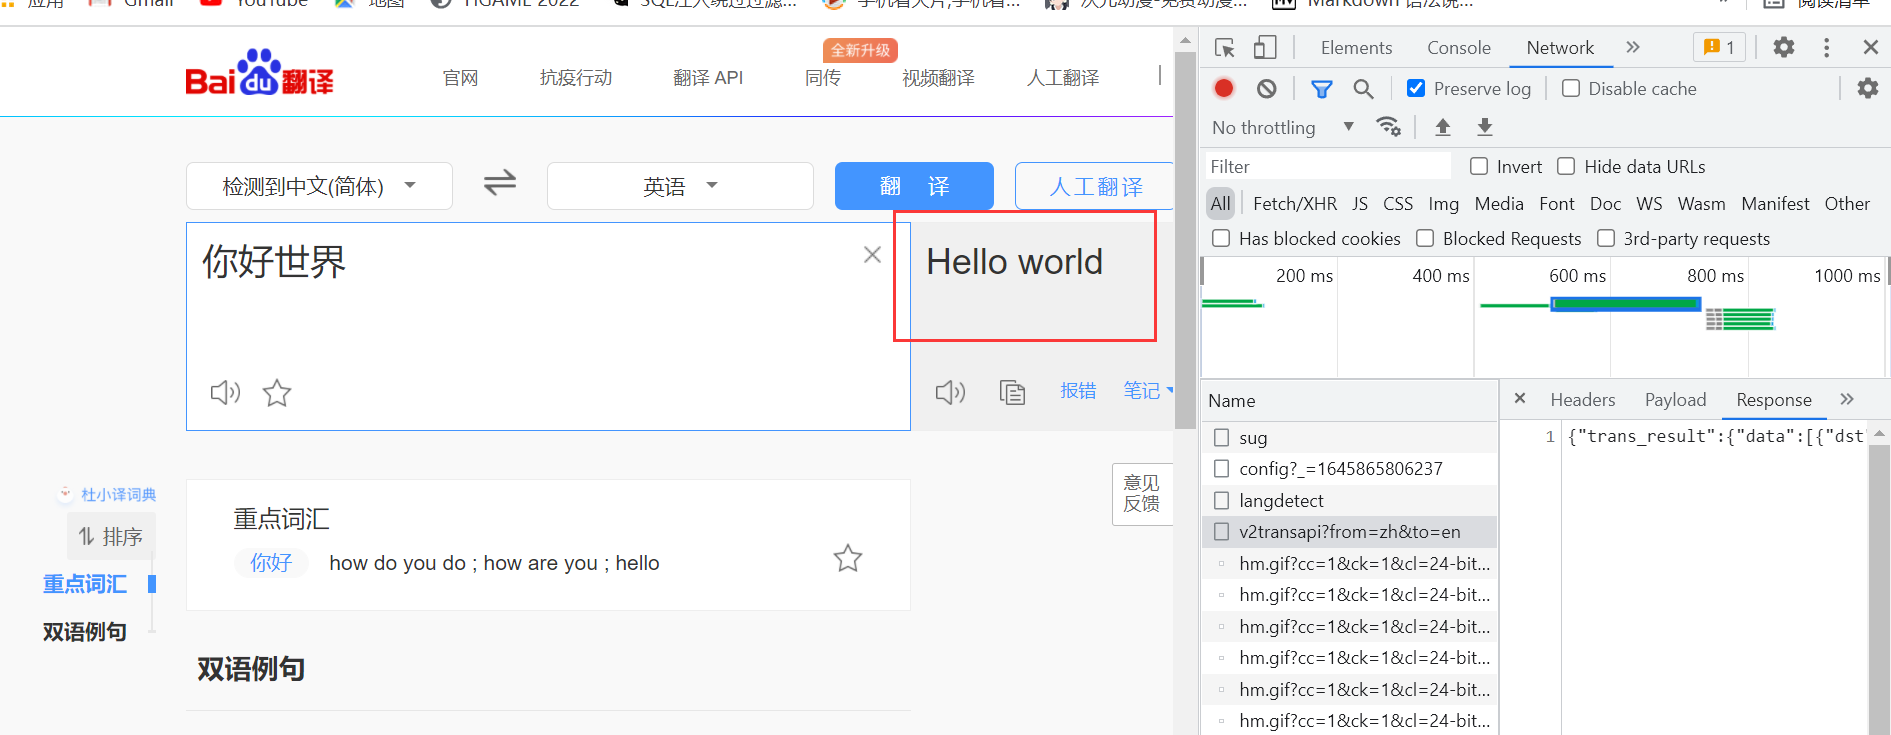 应用 Gmail YouTube 地图 HGAME 2022 SQL注入绕过过滤... 手机看大片,手机看... 次元动漫-免费动漫... Markdown 语法说... 阅读清单
Baidu翻译 官网 抗疫行动 翻译 API 同传 全新升级 视频翻译 人工翻译
检测到中文(简体) 英语 翻 译 人工翻译
你好世界
Hello world
报错 笔记
意见
反馈
杜小译词典
排序
重点词汇
双语例句
重点词汇
你好 how do you do ; how are you ; hello
双语例句
Elements Console Network » 1
Preserve log Disable cache
No throttling
Filter Invert Hide data URLs
All Fetch/XHR JS CSS Img Media Font Doc WS Wasm Manifest Other
Has blocked cookies Blocked Requests 3rd-party requests
200 ms 400 ms 600 ms 800 ms 1000 ms
Name
sug
config?_=1645865806237
langdetect
v2transapi?from=zh&to=en
hm.gif?cc=1&ck=1&cl=24-bit...
hm.gif?cc=1&ck=1&cl=24-bit...
hm.gif?cc=1&ck=1&cl=24-bit...
hm.gif?cc=1&ck=1&cl=24-bit...
hm.gif?cc=1&ck=1&cl=24-bit...
hm.gif?cc=1&ck=1&cl=24-bit...
× Headers Payload Response »
1 {"trans_result":{"data":[{"dst"